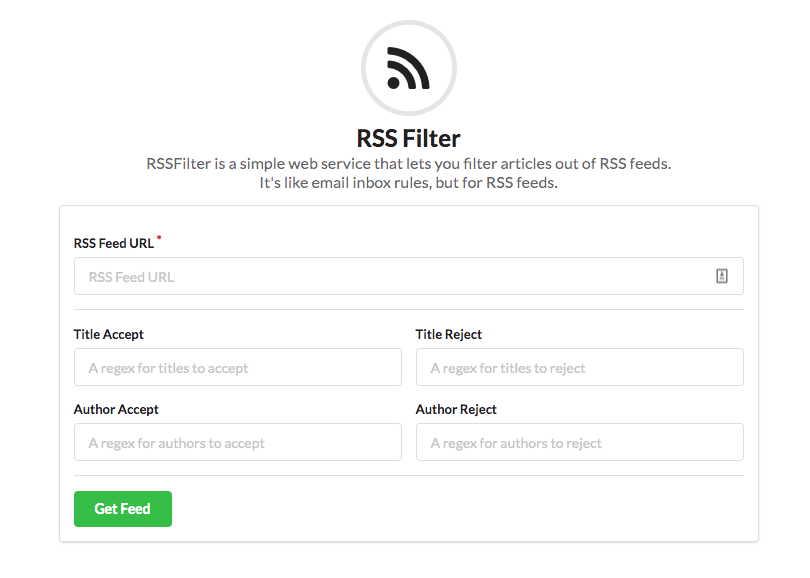 RSS Filter
RSSFilter is a simple web service that lets you filter articles out of RSS feeds.
It's like email inbox rules, but for RSS feeds.
RSS Feed URL *
RSS Feed URL
Title Accept
Title Reject
A regex for titles to accept
A regex for titles to reject
Author Accept
Author Reject
A regex for authors to accept
A regex for authors to reject
Get Feed